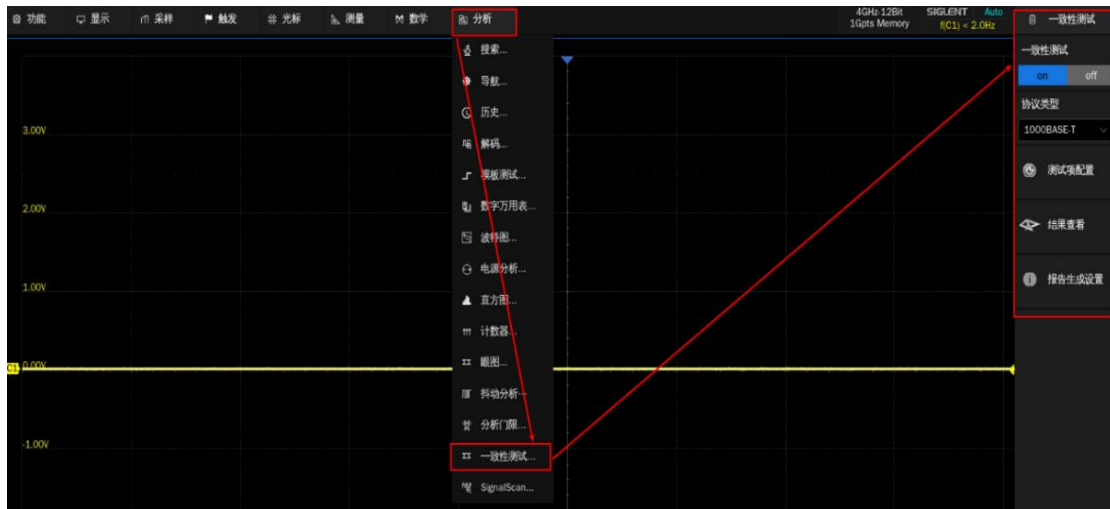 功能
显示
采样
触发
光标
测量
数学
分析
4GHz-12Bit
1Gpts Memory
SIGLENT Auto
f(C1) < 2.0Hz
一致性测试
搜索...
导航...
历史...
解码...
模板测试...
数字万用表...
波特图...
电源分析...
直方图...
计数器...
眼图...
抖动分析...
分析门限...
一致性测试...
SignalScan...
3.00V
2.00V
1.00V
C1 0.00V
-1.00V
一致性测试
on off
协议类型
1000BASE-T
测试项配置
结果查看
报告生成设置